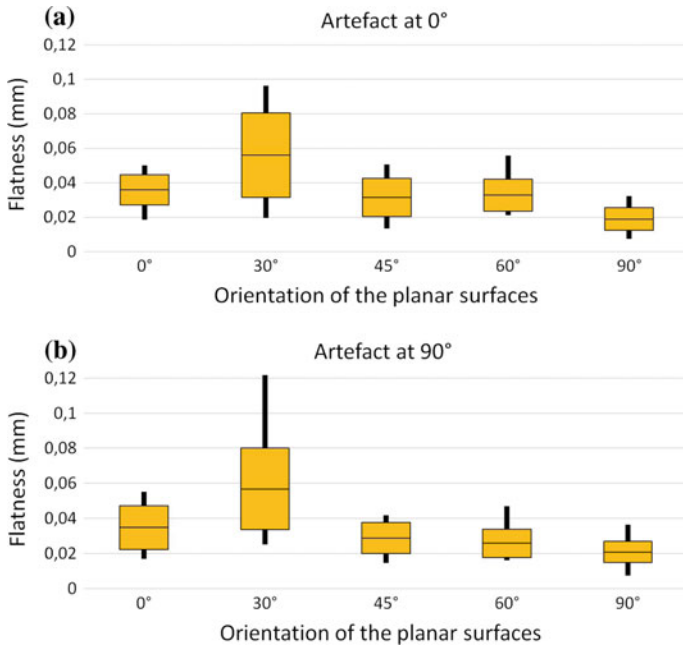 (a)
Artefact at 0°
0,12
0,1
0,08
0,06
0,04
0,02
0
Flatness (mm)
0° 30° 45° 60° 90°
Orientation of the planar surfaces
(b)
Artefact at 90°
0,12
0,1
0,08
0,06
0,04
0,02
0
Flatness (mm)
0° 30° 45° 60° 90°
Orientation of the planar surfaces